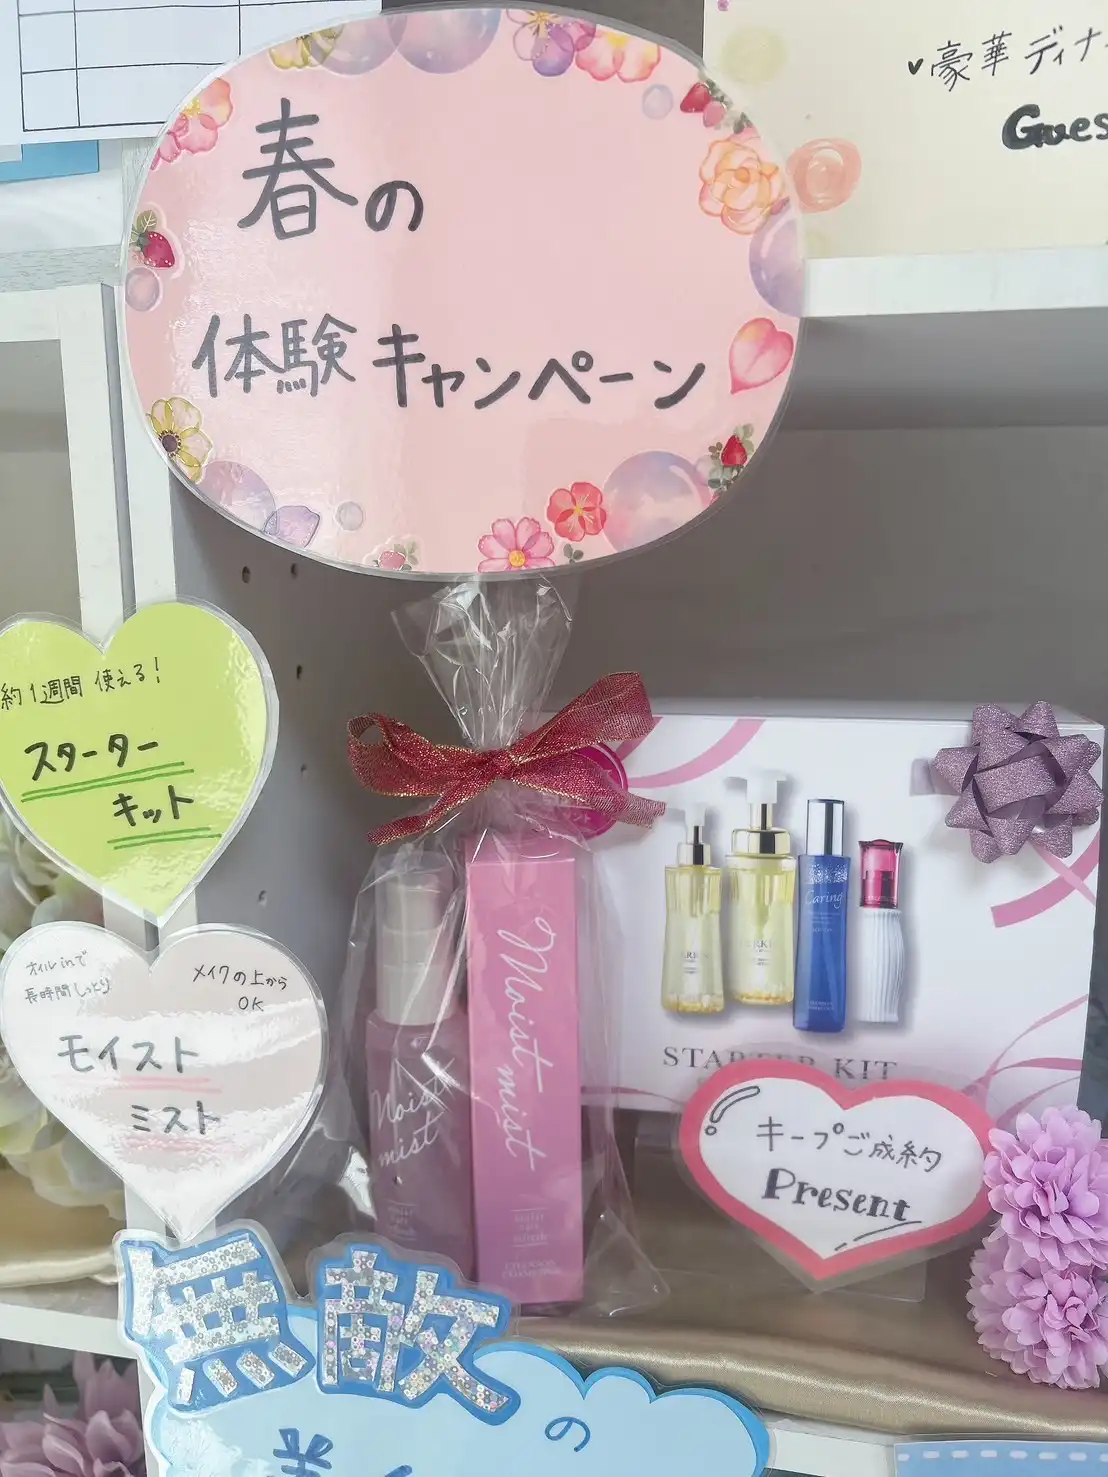 ♥豪華ディナ
Gues
春の
体験キャンペーン
約1週間使える!
スターター
キット
オイルinで
長時間しっとり
メイクの上から
OK
モイスト
ミスト
Moist
mist
Moist mist
Caring
STARTER KIT
キープご成約
Present
無敵
の